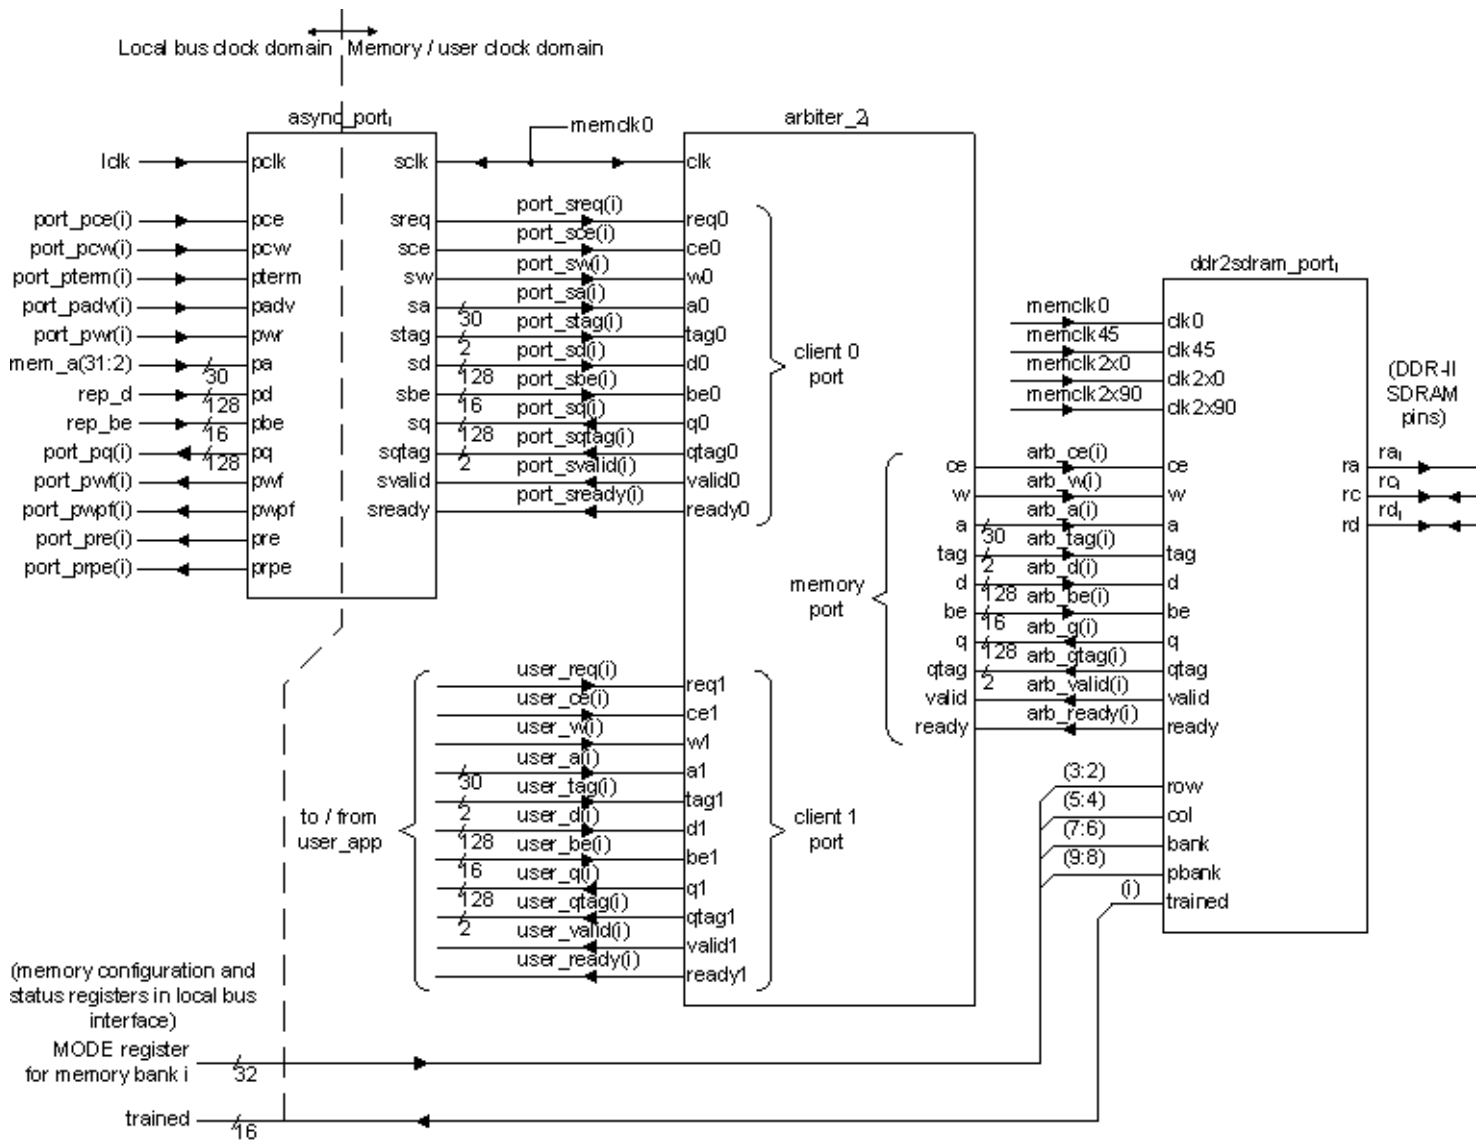 Local bus clock domain
Memory / user clock domain
async_port i
memclk0
arbiter_2 i
lclk
pclk
sclk
clk
port_pce(i)
pce
sreq
port_sreq(i)
req0
port_pcw(i)
pcw
sce
port_sce(i)
ce0
port_pterm(i)
pterm
sw
port_sw(i)
w0
port_padv(i)
padv
sa
30
port_sa(i)
a0
port_pwr(i)
pwr
stag
2
port_stag(i)
tag0
mem_a(31:2)
30
pa
sd
128
port_sd(i)
d0
rep_d
128
pd
sbe
16
port_sbe(i)
be0
rep_be
16
pbe
sq
128
port_sq(i)
q0
port_pq(i)
128
pq
sqtag
2
port_sqtag(i)
qtag0
port_pwf(i)
pwf
svalid
port_svalid(i)
valid0
port_pwpf(i)
pwpf
sready
port_sready(i)
ready0
port_pre(i)
pre
port_prpe(i)
prpe
client 0
port
ddr2sdram_port i
memclk0
clk0
memclk45
clk45
memclk2x0
clk2x0
memclk2x90
clk2x90
(DDR-II
SDRAM
pins)
ra
ra i
rc
rc i
rd
rd i
memory
port
ce
arb_ce(i)
ce
w
arb_w(i)
w
a
30
arb_a(i)
a
tag
2
arb_tag(i)
tag
d
128
arb_d(i)
d
be
16
arb_be(i)
be
q
128
arb_q(i)
q
qtag
2
arb_qtag(i)
qtag
valid
arb_valid(i)
valid
ready
arb_ready(i)
ready
(3:2)
row
(5:4)
col
(7:6)
bank
(9:8)
pbank
(i)
trained
to / from
user_app
user_req(i)
req1
user_ce(i)
ce1
user_w(i)
w1
30
user_a(i)
a1
2
user_tag(i)
tag1
128
user_d(i)
d1
16
user_be(i)
be1
128
user_q(i)
q1
2
user_qtag(i)
qtag1
user_valid(i)
valid1
user_ready(i)
ready1
client 1
port
(memory configuration and
status registers in local bus
interface)
MODE register
for memory bank i
32
trained
16